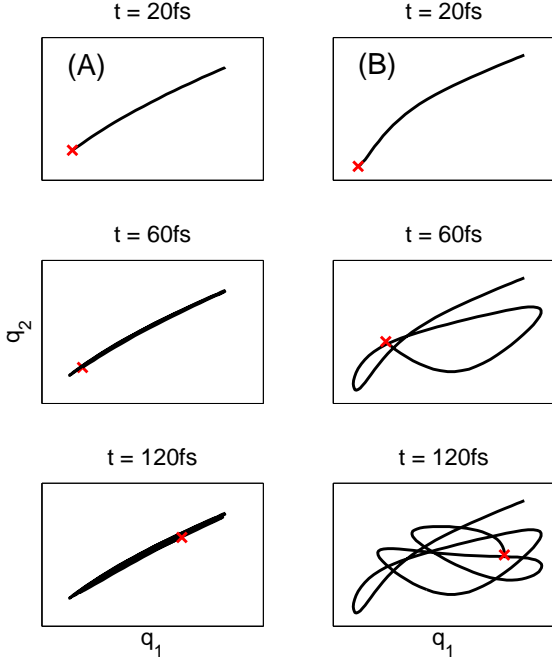 t = 20fs
t = 20fs
(A)
(B)
t = 60fs
t = 60fs
q2
t = 120fs
t = 120fs
q1
q1